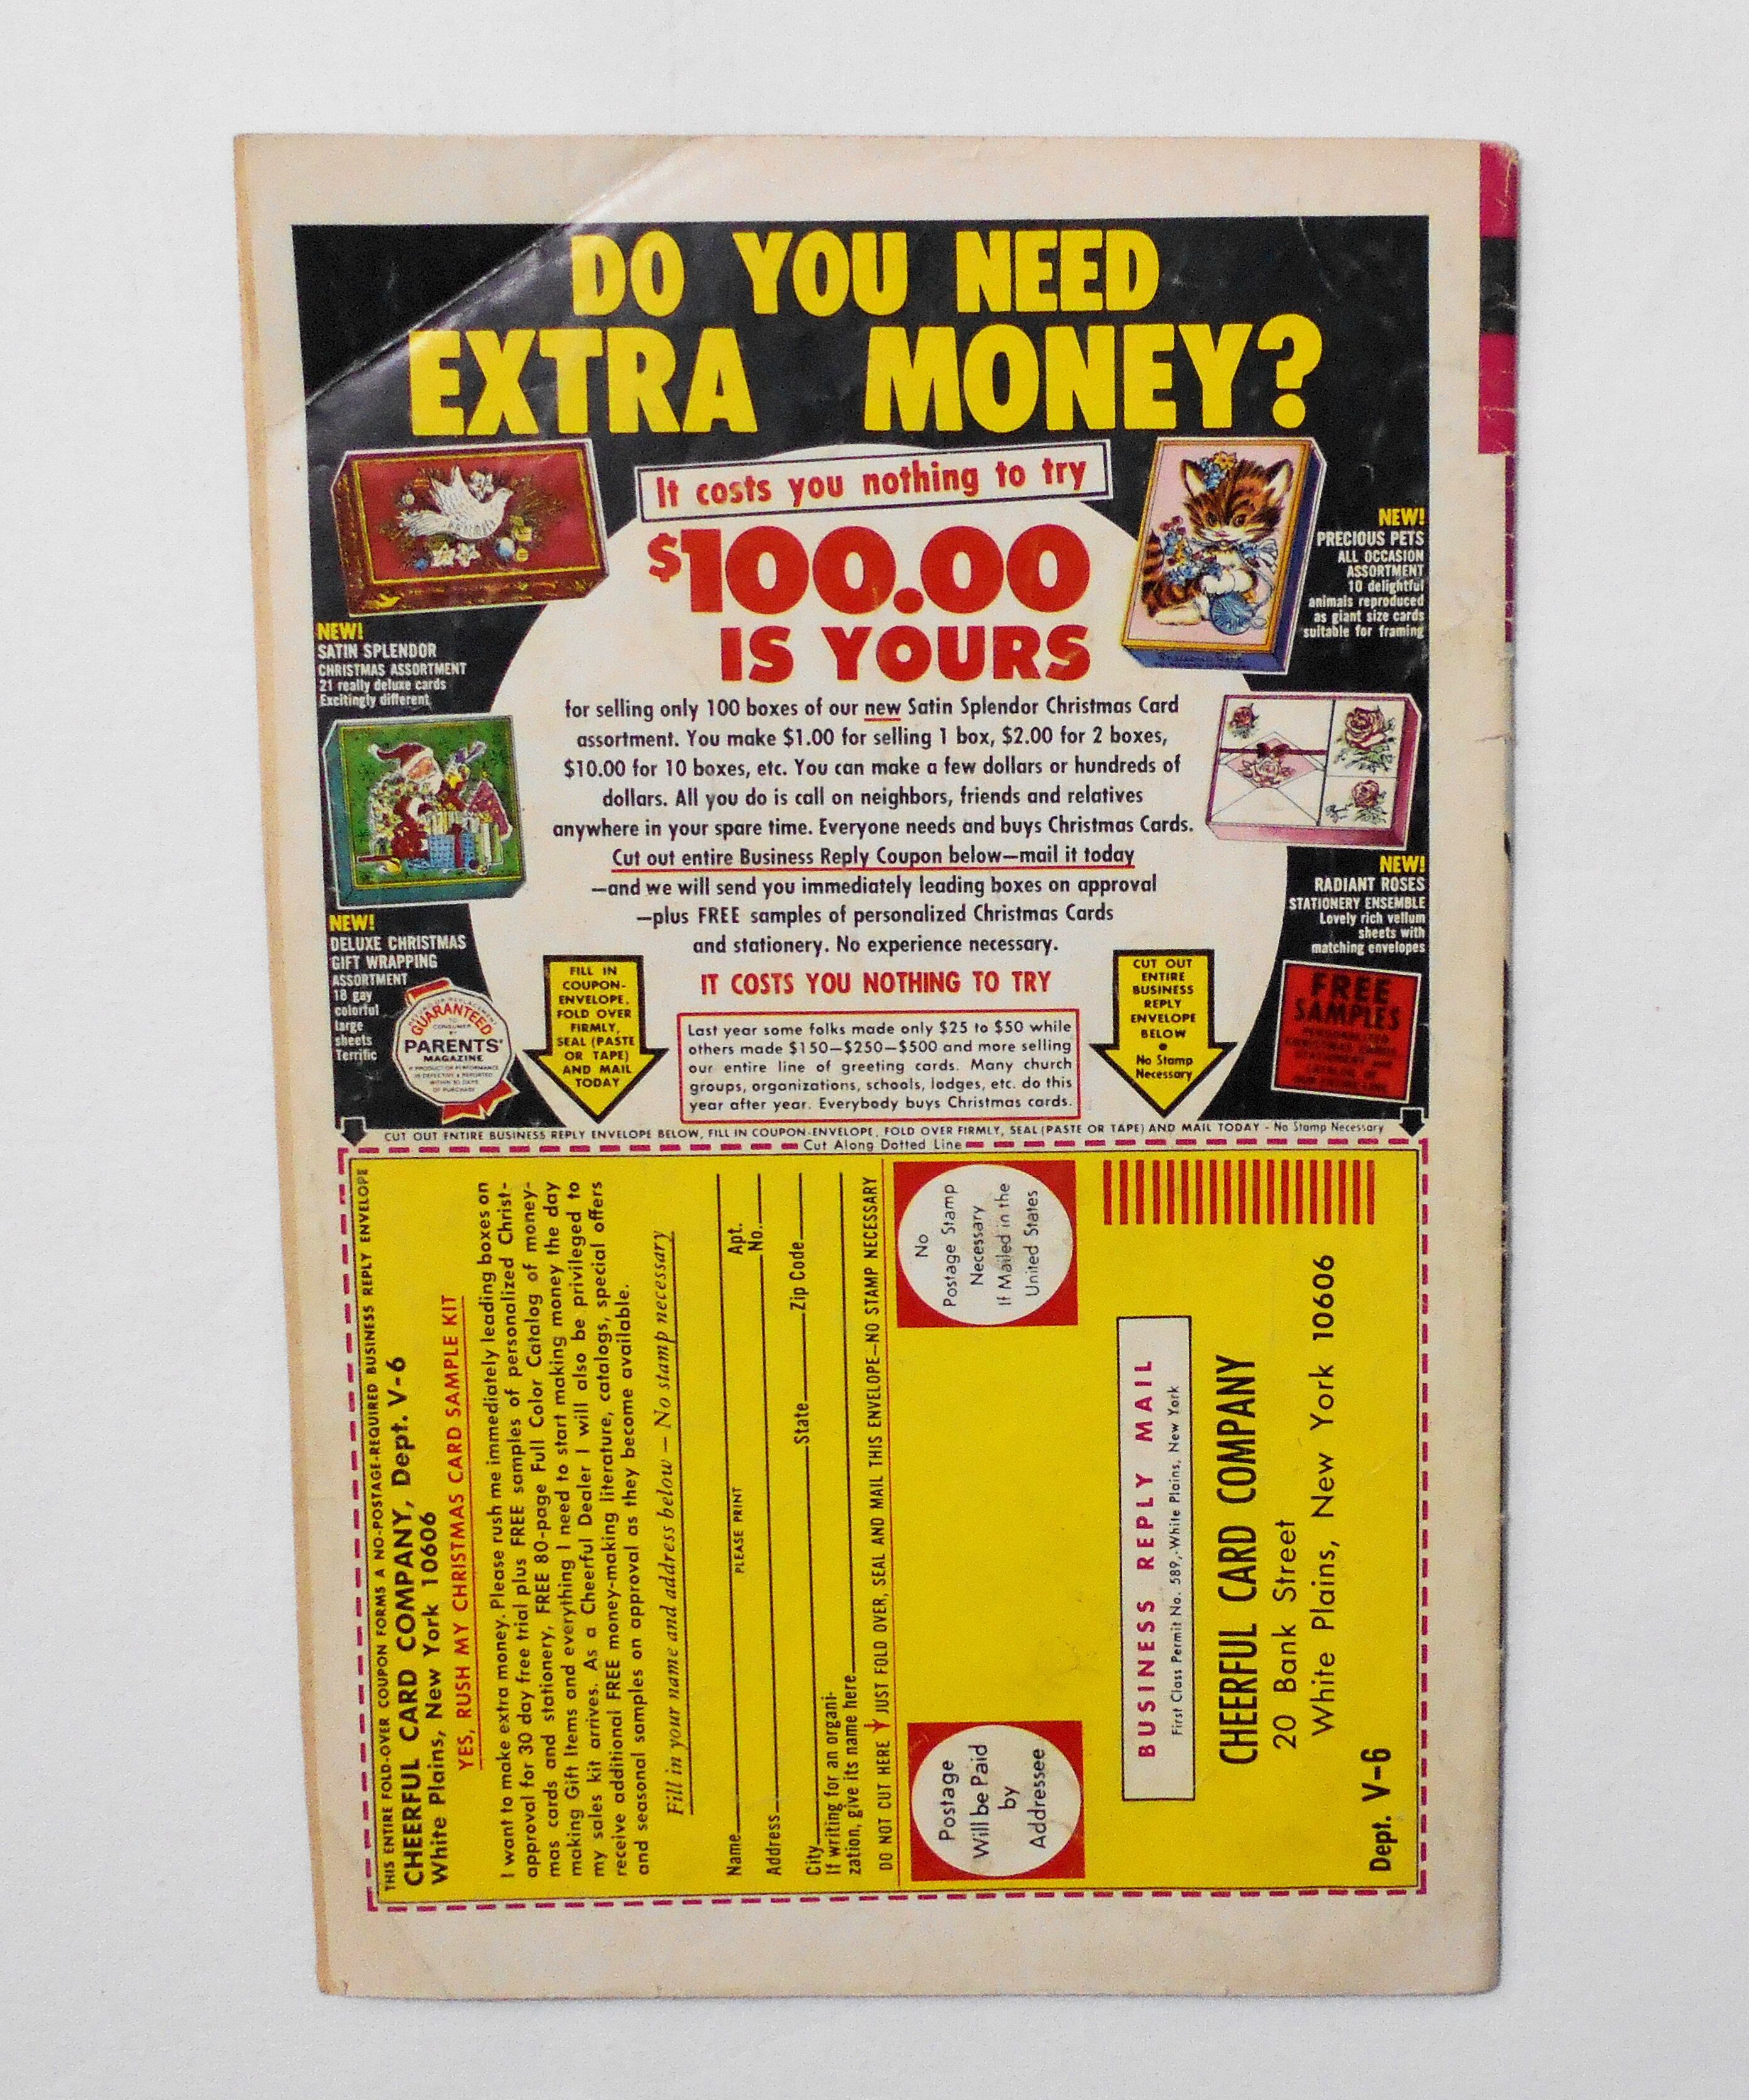 DO YOU NEED
EXTRA MONEY?
It costs you nothing to try
$100.00
IS YOURS
for selling only 100 boxes of our new Satin Splendor Christmas Card
assortment. You make $1.00 for selling 1 box, $2.00 for 2 boxes,
$10.00 for 10 boxes, etc. You can make a few dollars or hundreds of
dollars. All you do is call on neighbors, friends and relatives
anywhere in your spare time. Everyone needs and buys Christmas Cards.
Cut out entire Business Reply Coupon below—mail it today
—and we will send you immediately leading boxes on approval
—plus FREE samples of personalized Christmas Cards
and stationery. No experience necessary.
IT COSTS YOU NOTHING TO TRY
Last year some folks made only $25 to $50 while
others made $150—$250—$500 and more selling
our entire line of greeting cards. Many church
groups, organizations, schools, lodges, etc. do this
year after year. Everybody buys Christmas cards.
NEW!
SATIN SPLENDOR
CHRISTMAS ASSORTMENT
21 really deluxe cards
Excitingly different
NEW!
DELUXE CHRISTMAS
GIFT WRAPPING
ASSORTMENT
18 gay
colorful
large
sheets
Terrific
GUARANTEED
TO
CONSUMER
BY
PARENTS'
MAGAZINE
NEW!
PRECIOUS PETS
ALL OCCASION
ASSORTMENT
10 delightful
animals reproduced
as giant size cards
suitable for framing
NEW!
RADIANT ROSES
STATIONERY ENSEMBLE
Lovely rich vellum
sheets with
matching envelopes
FREE
SAMPLES
FILL IN
COUPON-
ENVELOPE,
FOLD OVER
FIRMLY,
SEAL (PASTE
OR TAPE)
AND MAIL
TODAY
CUT OUT
ENTIRE
BUSINESS
REPLY
ENVELOPE
BELOW
•
No Stamp
Necessary
CUT OUT ENTIRE BUSINESS REPLY ENVELOPE BELOW, FILL IN COUPON-ENVELOPE, FOLD OVER FIRMLY, SEAL (PASTE OR TAPE) AND MAIL TODAY - No Stamp Necessary
Cut Along Dotted Line
THIS ENTIRE FOLD-OVER COUPON FORMS A NO-POSTAGE-REQUIRED BUSINESS REPLY ENVELOPE
CHEERFUL CARD COMPANY, Dept. V-6
White Plains, New York 10606
YES, RUSH MY CHRISTMAS CARD SAMPLE KIT
I want to make extra money. Please rush me immediately leading boxes on
approval for 30 day free trial plus FREE samples of personalized Christ-
mas cards and stationery, FREE 80-page Full Color Catalog of money-
making Gift Items and everything I need to start making money the day
my sales kit arrives. As a Cheerful Dealer I will also be privileged to
receive additional FREE money-making literature, catalogs, special offers
and seasonal samples on approval as they become available.
Fill in your name and address below — No stamp necessary
Name
PLEASE PRINT
Address
Apt.
No.
City
State
Zip Code
If writing for an organi-
zation, give its name here
DO NOT CUT HERE JUST FOLD OVER, SEAL AND MAIL THIS ENVELOPE—NO STAMP NECESSARY
Postage
Will be Paid
by
Addressee
No
Postage Stamp
Necessary
If Mailed in the
United States
BUSINESS REPLY MAIL
First Class Permit No. 589,-White Plains, New York
CHEERFUL CARD COMPANY
20 Bank Street
White Plains, New York 10606
Dept. V-6